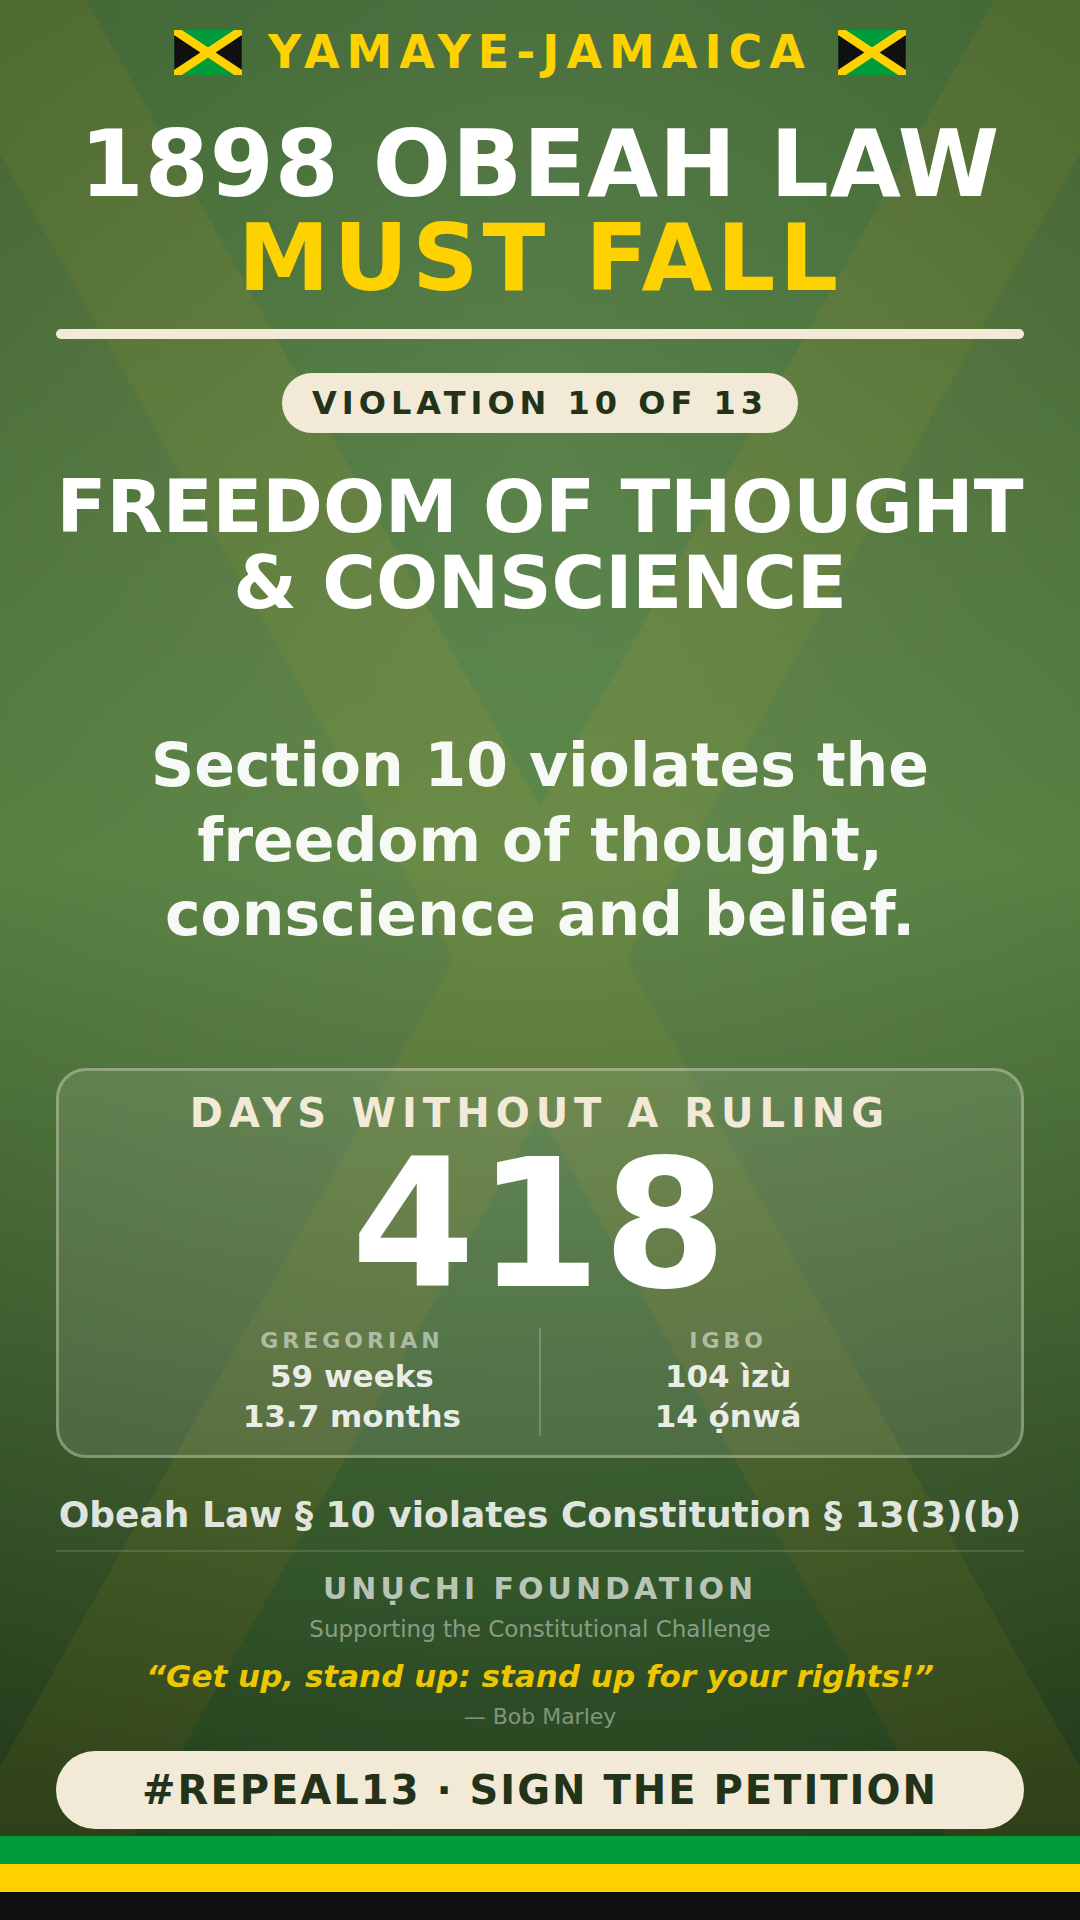 YAMAYE-JAMAICA
1898 OBEAH LAW
MUST FALL
VIOLATION 10 OF 13
FREEDOM OF THOUGHT
& CONSCIENCE
Section 10 violates the
freedom of thought,
conscience and belief.
DAYS WITHOUT A RULING
418
GREGORIAN
59 weeks
13.7 months
IGBO
104 ìzù
14 ọ́nwá
Obeah Law § 10 violates Constitution § 13(3)(b)
UNỤCHI FOUNDATION
Supporting the Constitutional Challenge
“Get up, stand up: stand up for your rights!”
— Bob Marley
#REPEAL13 · SIGN THE PETITION